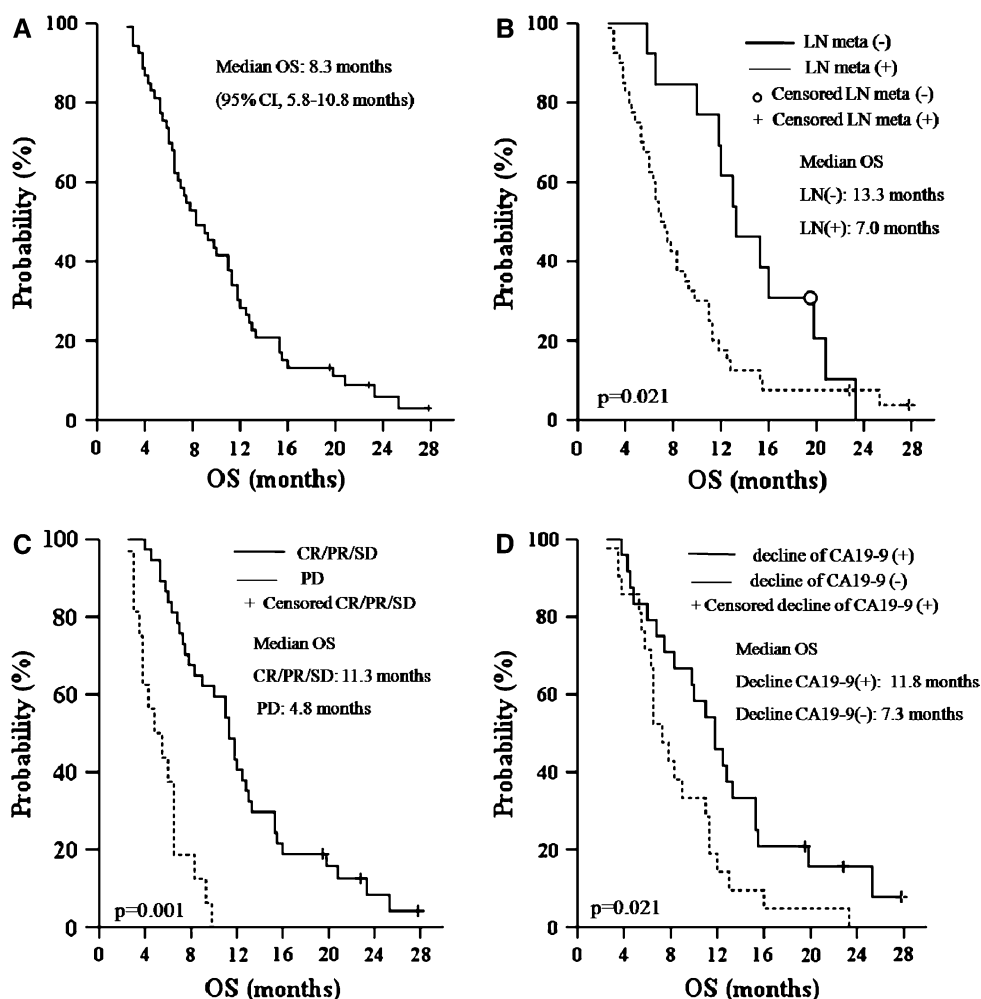 A
100
80
60
40
20
0
Probability (%)
Median OS: 8.3 months
(95% CI, 5.8-10.8 months)
0 4 8 12 16 20 24 28
OS (months)
B
100
80
60
40
20
0
Probability (%)
LN meta (-)
LN meta (+)
Censored LN meta (-)
+ Censored LN meta (+)
Median OS
LN(-): 13.3 months
LN(+): 7.0 months
p=0.021
0 4 8 12 16 20 24 28
OS (months)
C
100
80
60
40
20
0
Probability (%)
CR/PR/SD
PD
+ Censored CR/PR/SD
Median OS
CR/PR/SD: 11.3 months
PD: 4.8 months
p=0.001
0 4 8 12 16 20 24 28
OS (months)
D
100
80
60
40
20
0
Probability (%)
decline of CA19-9 (+)
decline of CA19-9 (-)
+ Censored decline of CA19-9 (+)
Median OS
Decline CA19-9(+): 11.8 months
Decline CA19-9(-): 7.3 months
p=0.021
0 4 8 12 16 20 24 28
OS (months)